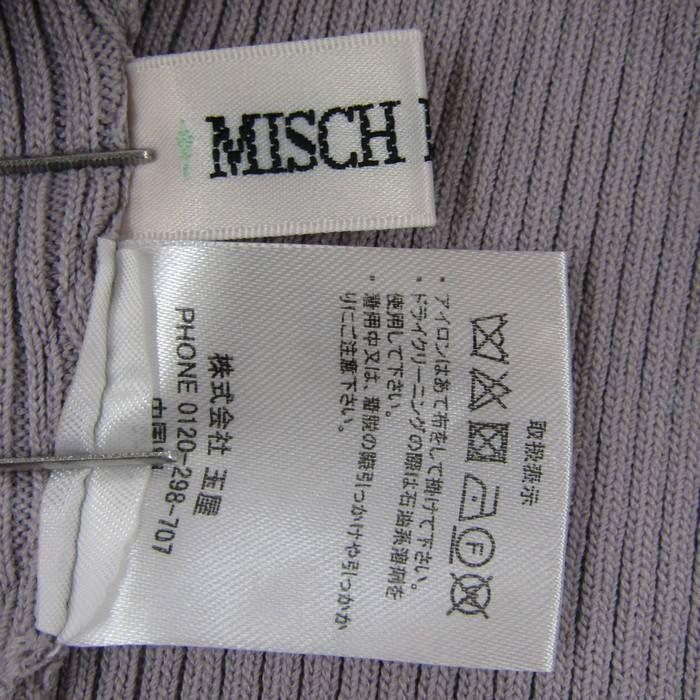 MISCH
取扱表示
・アイロンはあて布をして掛けて下さい。
・ドライクリーニングの際は石油系溶剤を
使用して下さい。
・着用中又は、着脱の際引っかけや引っかか
りにご注意下さい。
株式会社 玉屋
PHONE 0120-298-707
中国